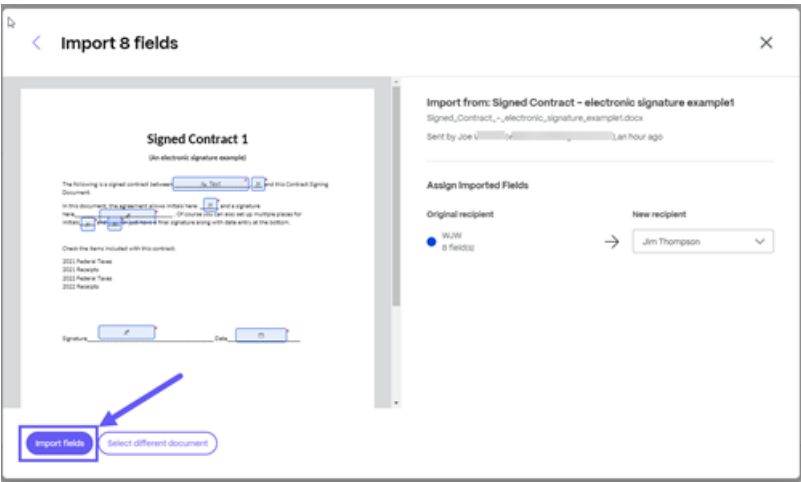 Import 8 fields
Signed Contract 1
(An electronic signature example)
The following is a signed contract between Text and this Contract Signing
Document.
In this document, the agreement allows initials here: and a signature
here, . Of course you can also set up multiple places for
initials just have a final signature along with date entry at the bottom.
Check the items included with this contract:
2021 Federal Taxes
2021 Receipts
2022 Federal Taxes
2022 Receipts
Signature Date
Import from: Signed Contract - electronic signature example1
Signed_Contract_-_electronic_signature_example1.docx
Sent by Joe , an hour ago
Assign Imported Fields
Original recipient New recipient
WJW
8 field(s)
Jim Thompson
Import fields Select different document